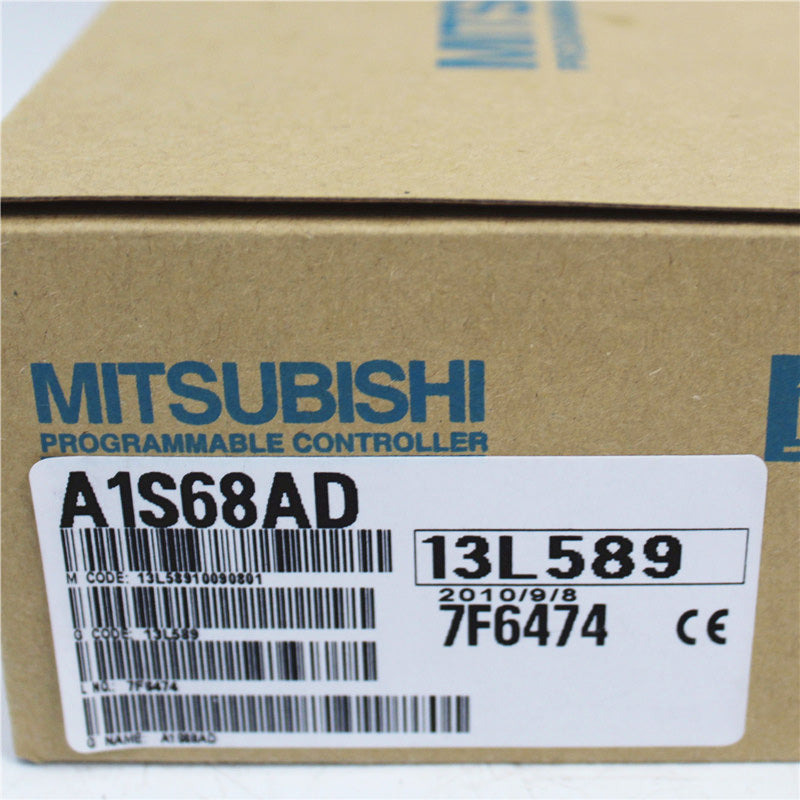 MITSUBISHI
PROGRAMMABLE CONTROLLER
A1S68AD
13L589
M CODE: 13L58910090801
2010/9/8
7F6474
CE
G CODE: 13L589
L NO.: 7F6474
G NAME: A1S68AD